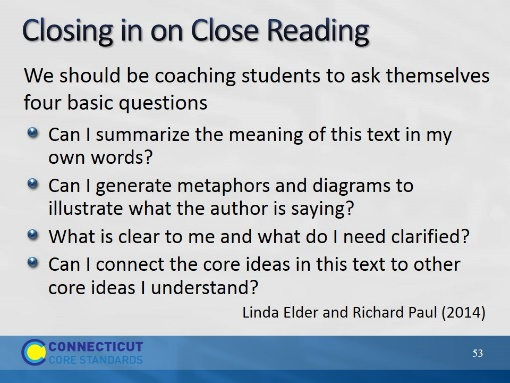 Closing in on Close Reading
We should be coaching students to ask themselves
four basic questions
Can I summarize the meaning of this text in my
own words?
Can I generate metaphors and diagrams to
illustrate what the author is saying?
What is clear to me and what do I need clarified?
Can I connect the core ideas in this text to other
core ideas I understand?
Linda Elder and Richard Paul (2014)
CONNECTICUT
CORE STANDARDS
53